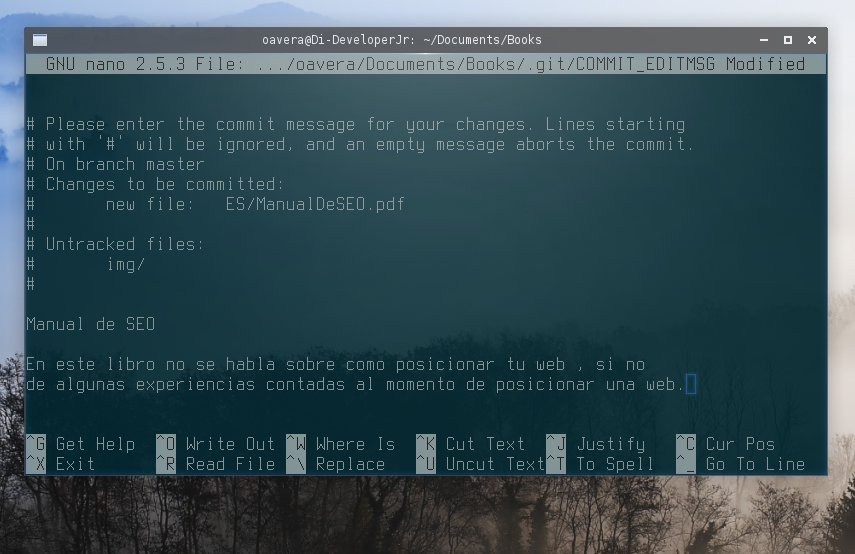 oavera@Di-DeveloperJr: ~/Documents/Books
GNU nano 2.5.3 File: .../oavera/Documents/Books/.git/COMMIT_EDITMSG Modified
# Please enter the commit message for your changes. Lines starting
# with '#' will be ignored, and an empty message aborts the commit.
# On branch master
# Changes to be committed:
#       new file:   ES/ManualDeSEO.pdf
#
# Untracked files:
#       img/
#
Manual de SEO
En este libro no se habla sobre como posicionar tu web , si no
de algunas experiencias contadas al momento de posicionar una web.
^G Get Help  ^O Write Out ^W Where Is  ^K Cut Text  ^J Justify   ^C Cur Pos
^X Exit      ^R Read File ^\ Replace   ^U Uncut Text^T To Spell  ^_ Go To Line